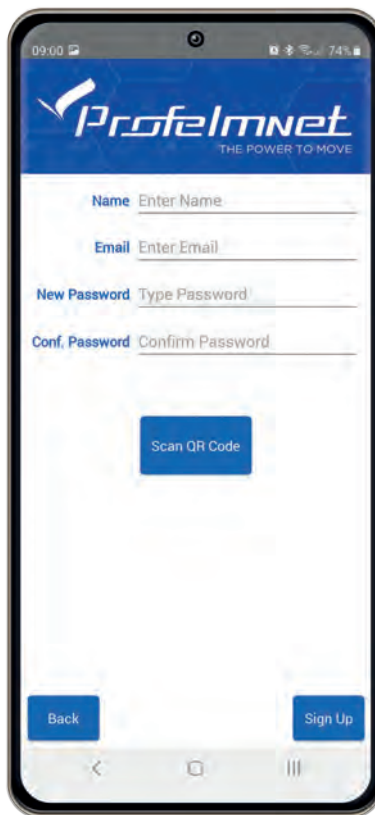 09:00 74%
Profelmnet
THE POWER TO MOVE
Name Enter Name
Email Enter Email
New Password Type Password
Conf. Password Confirm Password
Scan QR Code
Back Sign Up